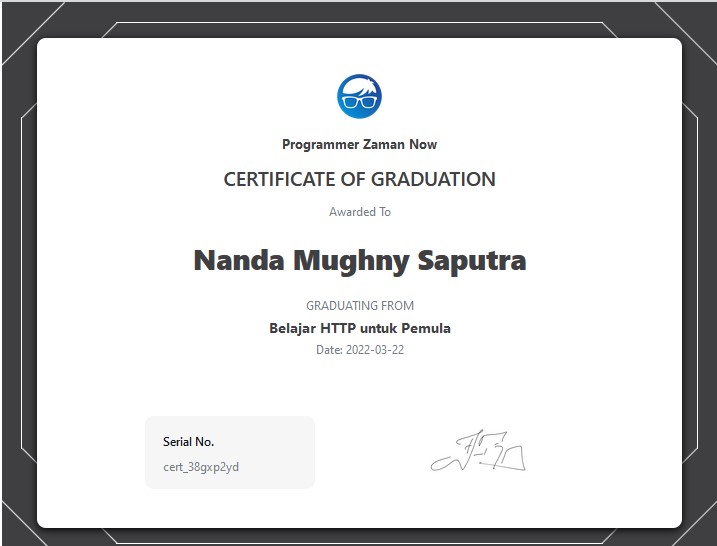 Programmer Zaman Now
CERTIFICATE OF GRADUATION
Awarded To
Nanda Mughny Saputra
GRADUATING FROM
Belajar HTTP untuk Pemula
Date: 2022-03-22
Serial No.
cert_38gxp2yd